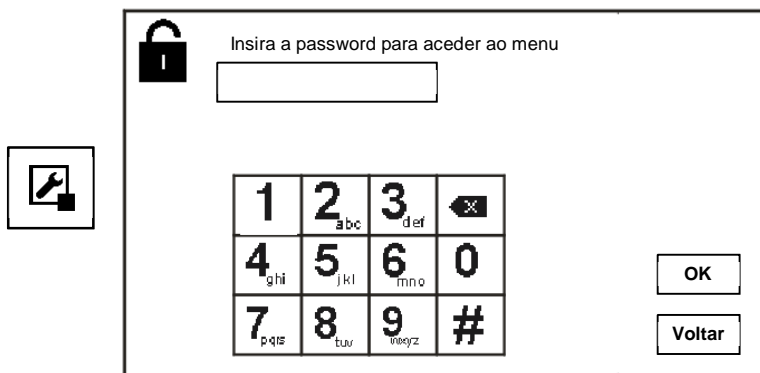 Insira a password para aceder ao menu
1 2 abc 3 def X
4 ghi 5 jkl 6 mno 0
7 pqrs 8 tuv 9 wxyz #
OK
Voltar